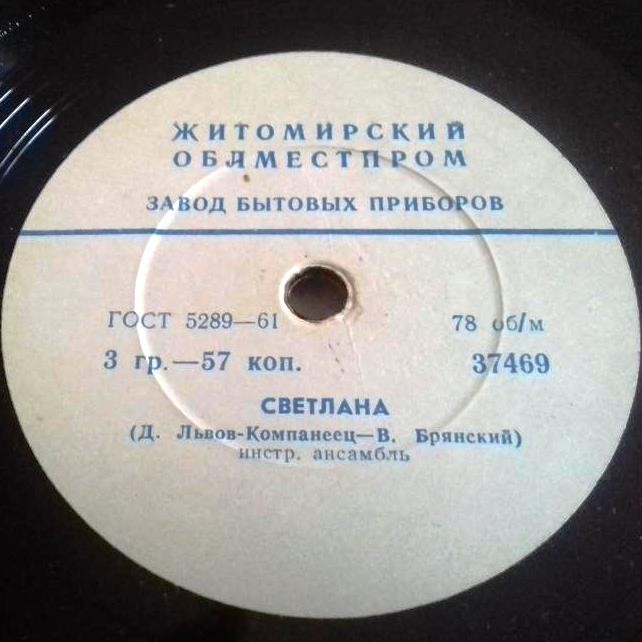 ЖИТОМИРСКИЙ
ОБЛМЕСТПРОМ
ЗАВОД БЫТОВЫХ ПРИБОРОВ
ГОСТ 5289—61 78 об/м
3 гр.—57 коп. 37469
СВЕТЛАНА
(Д. Львов-Компанеец—В. Брянский)
инстр. ансамбль